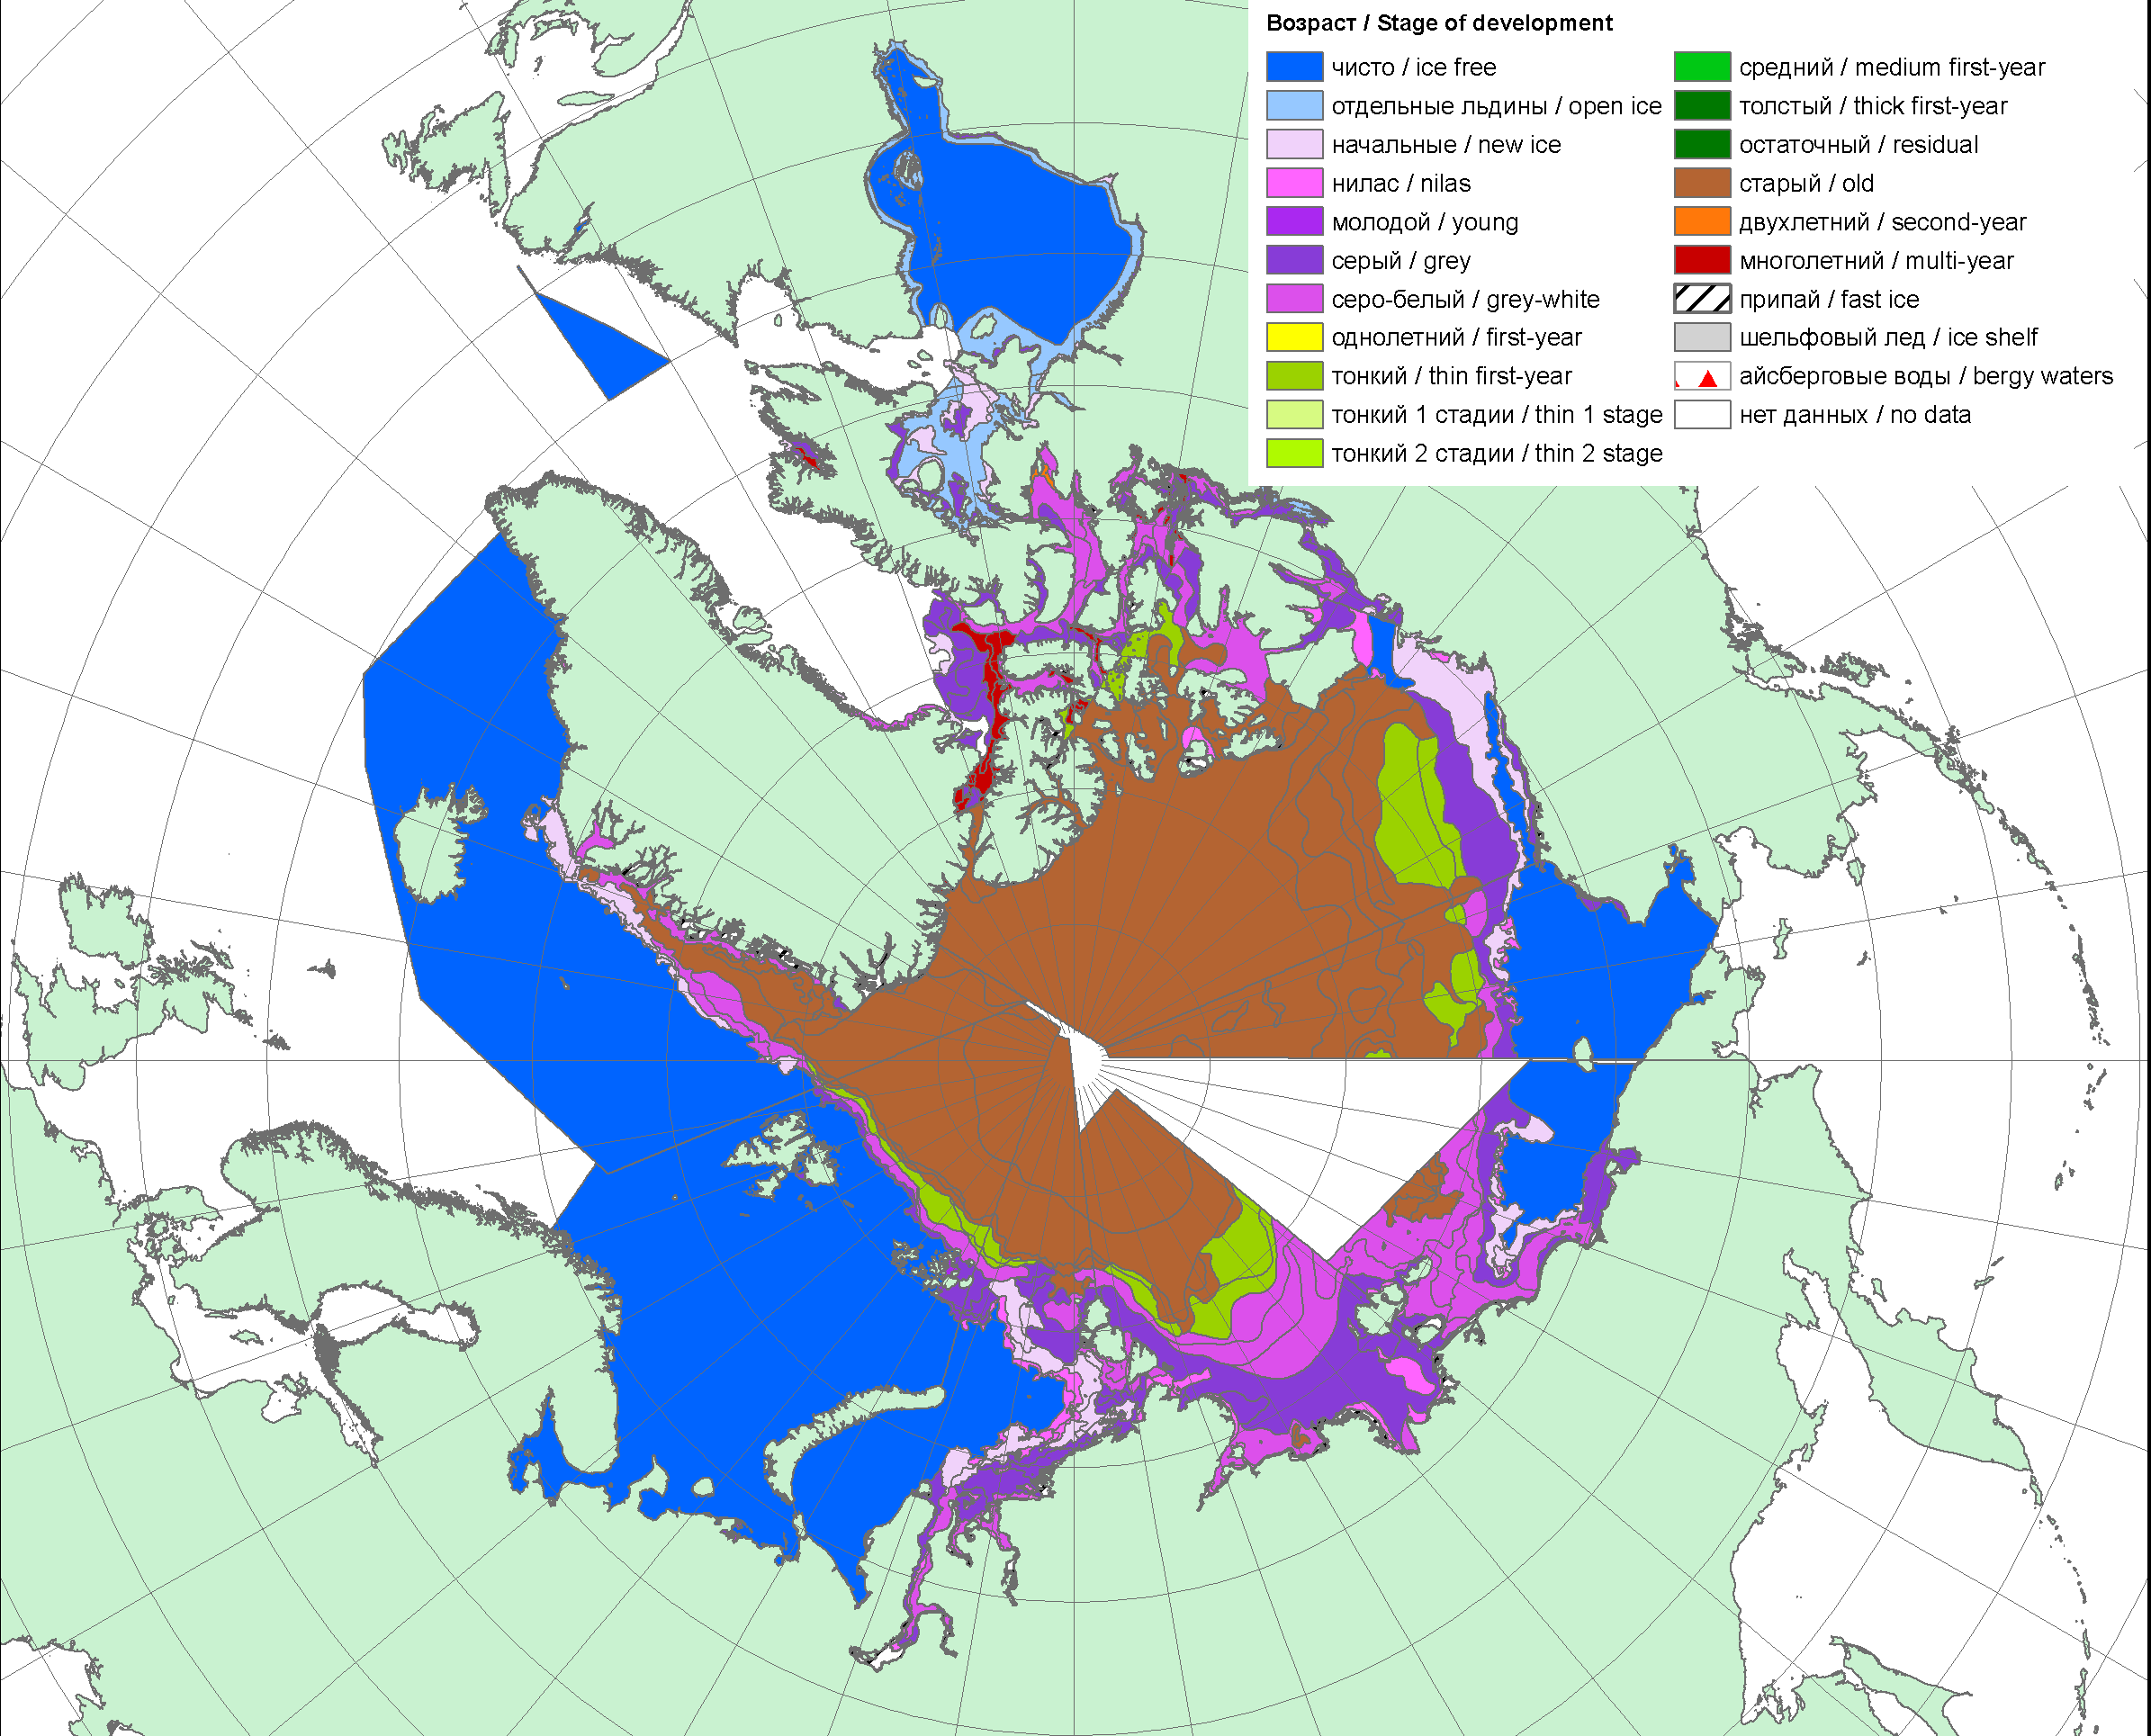 Возраст / Stage of development
чисто / ice free
отдельные льдины / open ice
начальные / new ice
нилас / nilas
молодой / young
серый / grey
серо-белый / grey-white
однолетний / first-year
тонкий / thin first-year
тонкий 1 стадии / thin 1 stage
тонкий 2 стадии / thin 2 stage
средний / medium first-year
толстый / thick first-year
остаточный / residual
старый / old
двухлетний / second-year
многолетний / multi-year
припай / fast ice
шельфовый лед / ice shelf
айсберговые воды / bergy waters
нет данных / no data